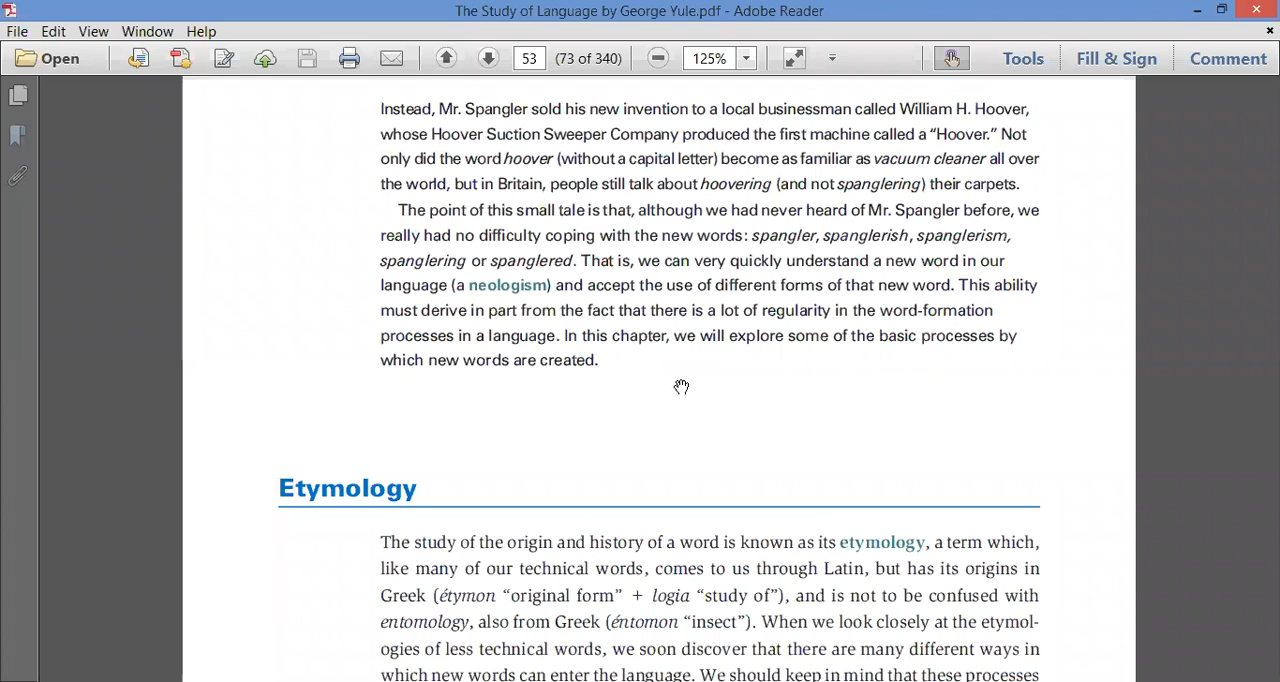 The Study of Language by George Yule.pdf - Adobe Reader
File Edit View Window Help
Open 53 (73 of 340) 125% Tools Fill & Sign Comment
Instead, Mr. Spangler sold his new invention to a local businessman called William H. Hoover,
whose Hoover Suction Sweeper Company produced the first machine called a “Hoover.” Not
only did the word hoover (without a capital letter) become as familiar as vacuum cleaner all over
the world, but in Britain, people still talk about hoovering (and not spanglering) their carpets.
The point of this small tale is that, although we had never heard of Mr. Spangler before, we
really had no difficulty coping with the new words: spangler, spanglerish, spanglerism,
spanglering or spanglered. That is, we can very quickly understand a new word in our
language (a neologism) and accept the use of different forms of that new word. This ability
must derive in part from the fact that there is a lot of regularity in the word-formation
processes in a language. In this chapter, we will explore some of the basic processes by
which new words are created.
Etymology
The study of the origin and history of a word is known as its etymology, a term which,
like many of our technical words, comes to us through Latin, but has its origins in
Greek (étymon “original form” + logia “study of”), and is not to be confused with
entomology, also from Greek (éntomon “insect”). When we look closely at the etymol-
ogies of less technical words, we soon discover that there are many different ways in
which new words can enter the language. We should keep in mind that these processes